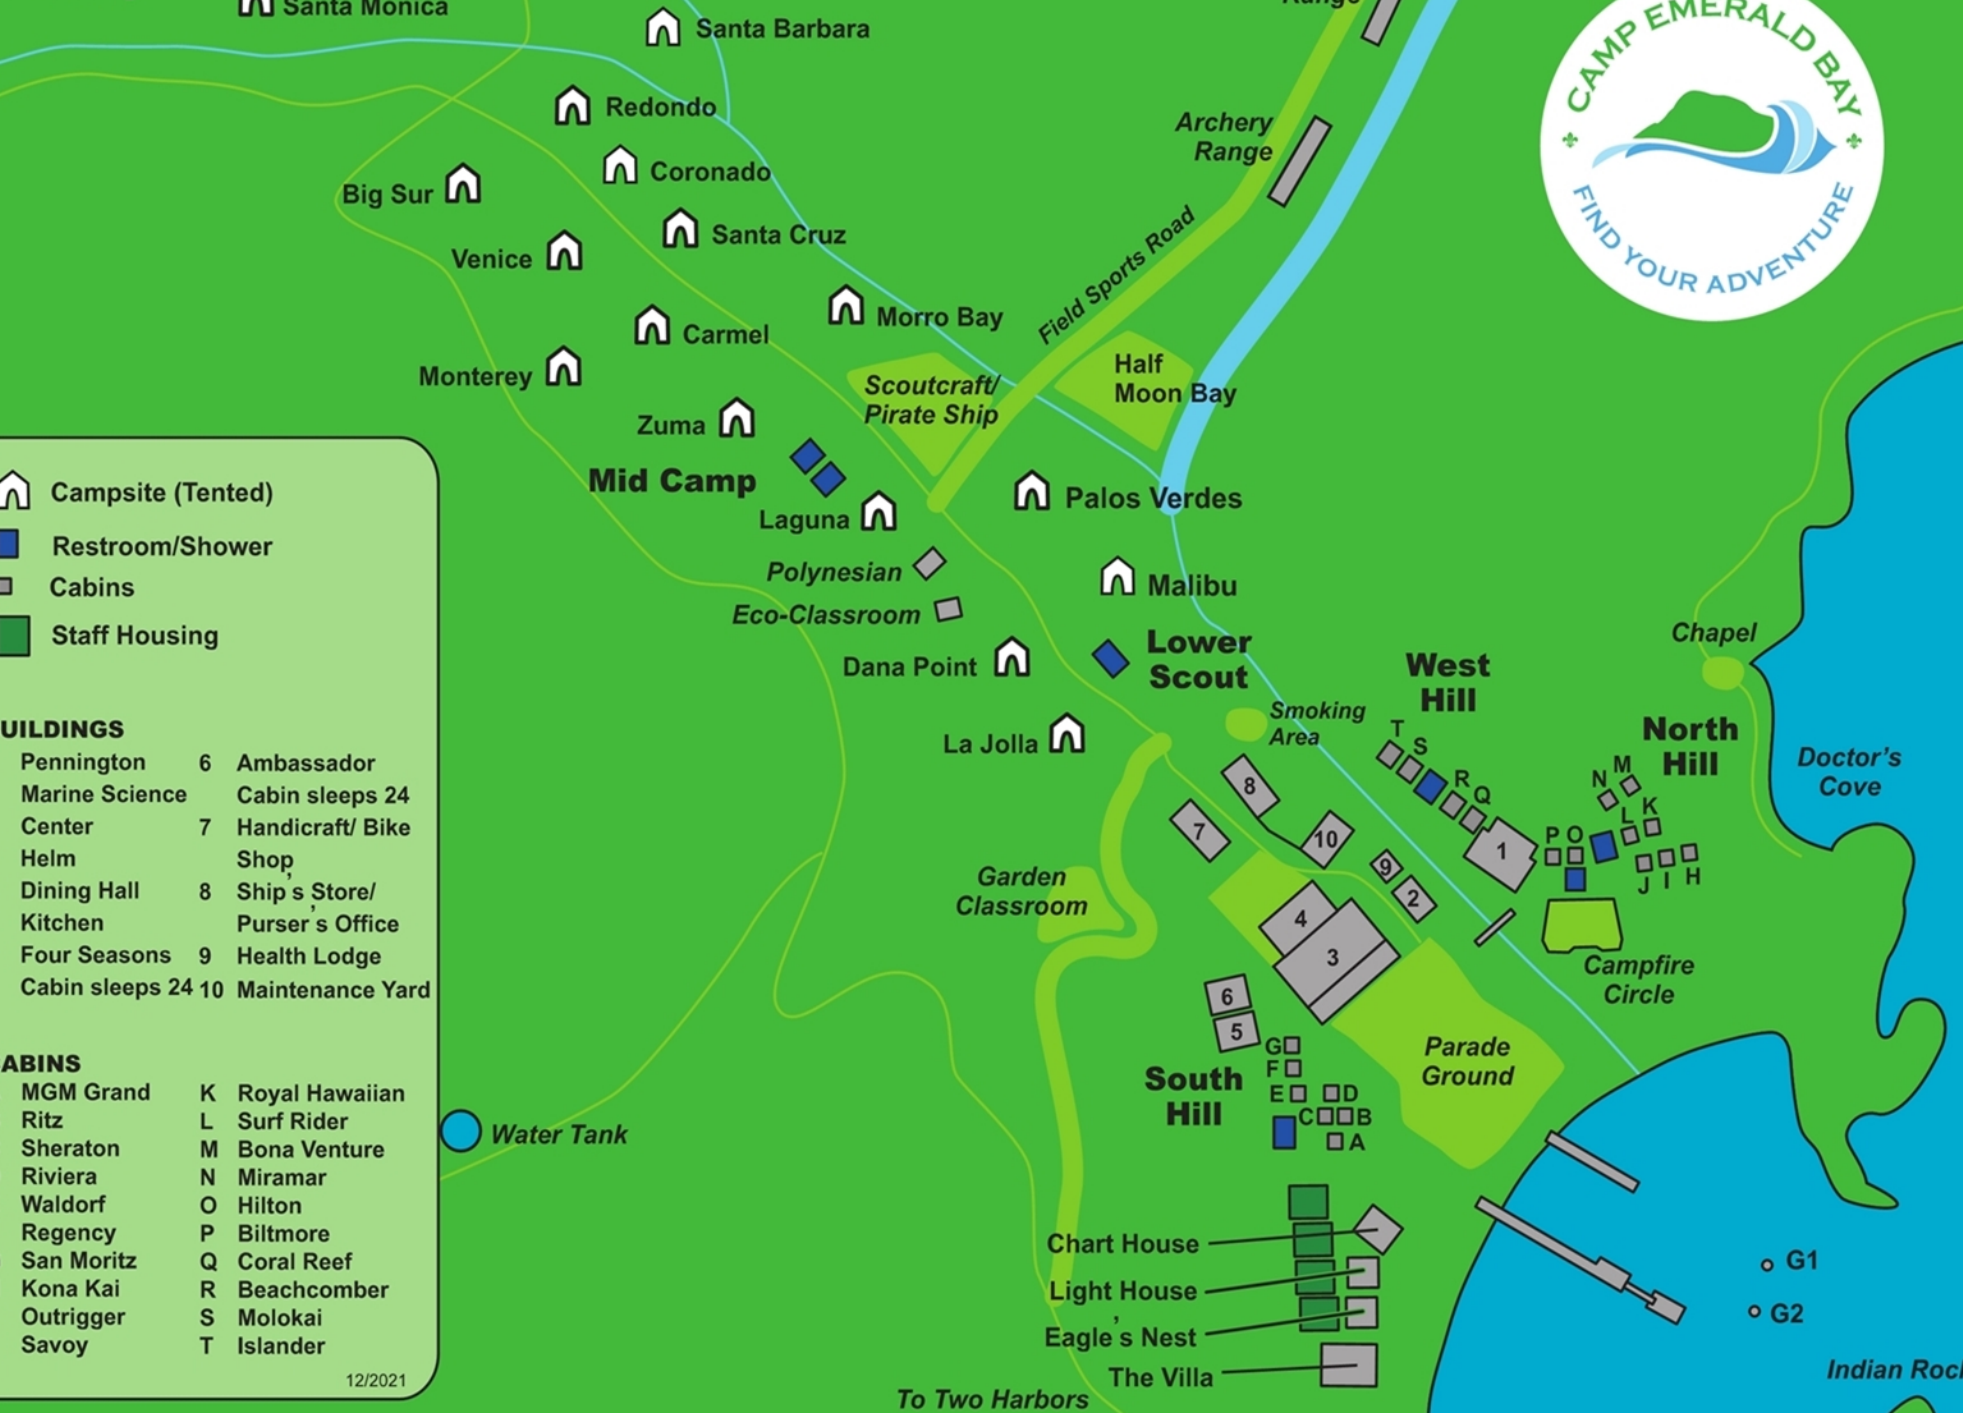 Santa Monica
Santa Barbara
Range
CAMP EMERALD BAY
FIND YOUR ADVENTURE
Redondo
Archery
Range
Coronado
Big Sur
Santa Cruz
Venice
Field Sports Road
Morro Bay
Carmel
Monterey
Half
Moon Bay
Scoutcraft/
Pirate Ship
Zuma
Mid Camp
Palos Verdes
Laguna
Polynesian
Malibu
Eco-Classroom
Lower
Scout
Dana Point
La Jolla
Smoking
Area
West
Hill
Chapel
North
Hill
Doctor's
Cove
T
S
R
Q
M
N
K
L
P O
J I H
8
7
10
9
2
1
4
3
6
5
Garden
Classroom
Campfire
Circle
Parade
Ground
South
Hill
G
F
E
D
C
B
A
Chart House
Light House
Eagle's Nest
The Villa
To Two Harbors
G1
G2
Indian Roc
Water Tank
Campsite (Tented)
Restroom/Shower
Cabins
Staff Housing
UILDINGS
Pennington
Marine Science
Center
Helm
Dining Hall
Kitchen
Four Seasons
Cabin sleeps 24
6 Ambassador
Cabin sleeps 24
7 Handicraft/ Bike
Shop
8 Ship's Store/
Purser's Office
9 Health Lodge
10 Maintenance Yard
ABINS
MGM Grand
Ritz
Sheraton
Riviera
Waldorf
Regency
San Moritz
Kona Kai
Outrigger
Savoy
K Royal Hawaiian
L Surf Rider
M Bona Venture
N Miramar
O Hilton
P Biltmore
Q Coral Reef
R Beachcomber
S Molokai
T Islander
12/2021